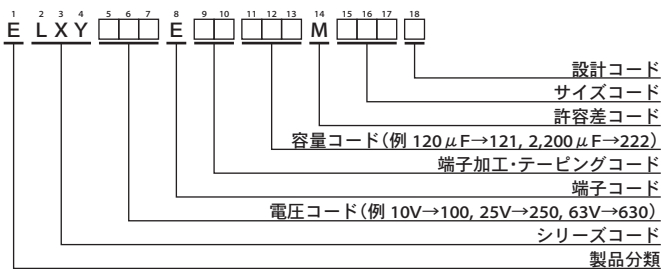 1 2 3 4 5 6 7 8 9 10 11 12 13 14 15 16 17 18
E L X Y □□□ E □□ □□□ M □□□ □
設計コード
サイズコード
許容差コード
容量コード(例 120μF→121, 2,200μF→222)
端子加工・テーピングコード
端子コード
電圧コード(例 10V→100, 25V→250, 63V→630)
シリーズコード
製品分類